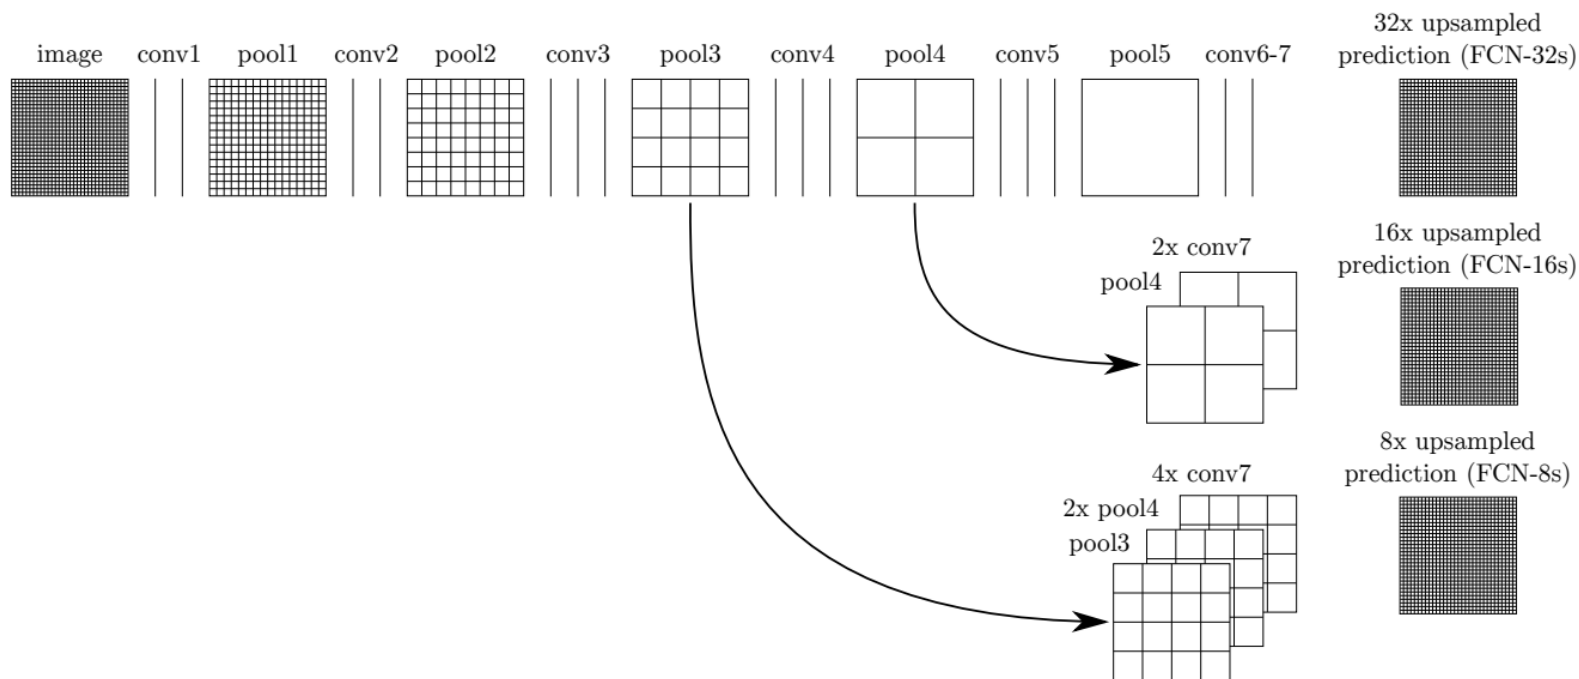 image
conv1
pool1
conv2
pool2
conv3
pool3
conv4
pool4
conv5
pool5
conv6-7
32x upsampled
prediction (FCN-32s)
2x conv7
pool4
16x upsampled
prediction (FCN-16s)
4x conv7
2x pool4
pool3
8x upsampled
prediction (FCN-8s)